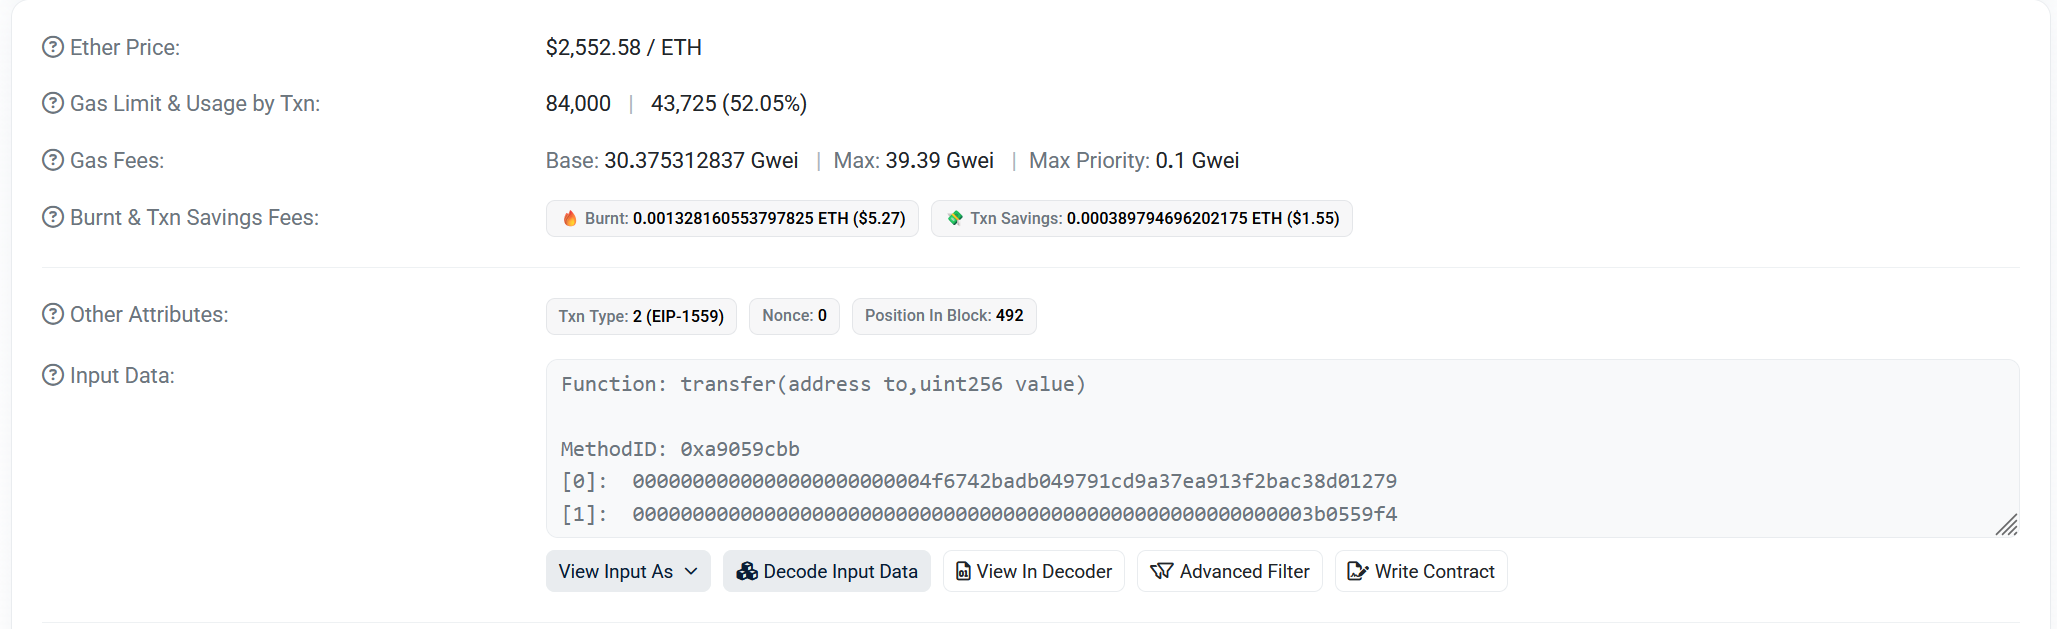 Ether Price: $2,552.58 / ETH
Gas Limit & Usage by Txn: 84,000 | 43,725 (52.05%)
Gas Fees: Base: 30.375312837 Gwei | Max: 39.39 Gwei | Max Priority: 0.1 Gwei
Burnt & Txn Savings Fees: Burnt: 0.001328160553797825 ETH ($5.27) Txn Savings: 0.000389794696202175 ETH ($1.55)
Other Attributes: Txn Type: 2 (EIP-1559) Nonce: 0 Position In Block: 492
Input Data:
Function: transfer(address to,uint256 value)
MethodID: 0xa9059cbb
[0]: 0000000000000000000000004f6742badb049791cd9a37ea913f2bac38d01279
[1]: 000000000000000000000000000000000000000000000000000000003b0559f4
View Input As Decode Input Data View In Decoder Advanced Filter Write Contract